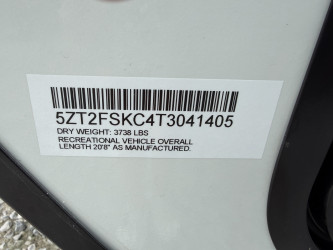 5ZT2FSKC4T3041405
DRY WEIGHT: 3738 LBS
RECREATIONAL VEHICLE OVERALL
LENGTH 20'8" AS MANUFACTURED.